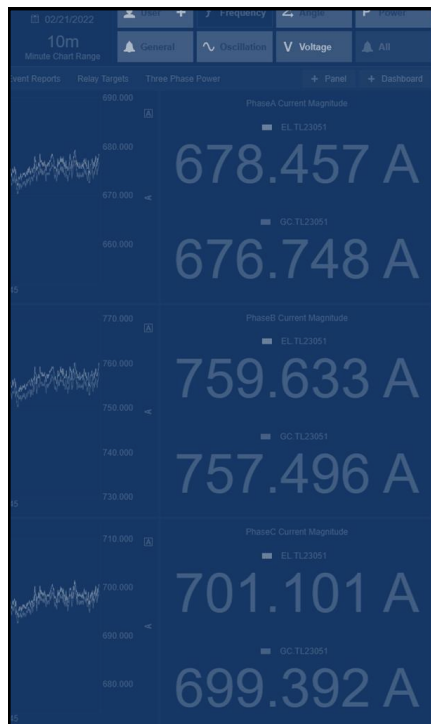 02/21/2022
10m
Minute Chart Range
User + Frequency Angle P Power
General Oscillation V Voltage All
vent Reports Relay Targets Three Phase Power + Panel + Dashboard
690.000
680.000
670.000
660.000
A
A
PhaseA Current Magnitude
EL.TL23051
678.457 A
GC.TL23051
676.748 A
45
770.000
760.000
750.000
740.000
730.000
A
A
PhaseB Current Magnitude
EL.TL23051
759.633 A
GC.TL23051
757.496 A
45
710.000
700.000
690.000
680.000
A
A
PhaseC Current Magnitude
EL.TL23051
701.101 A
GC.TL23051
699.392 A
45